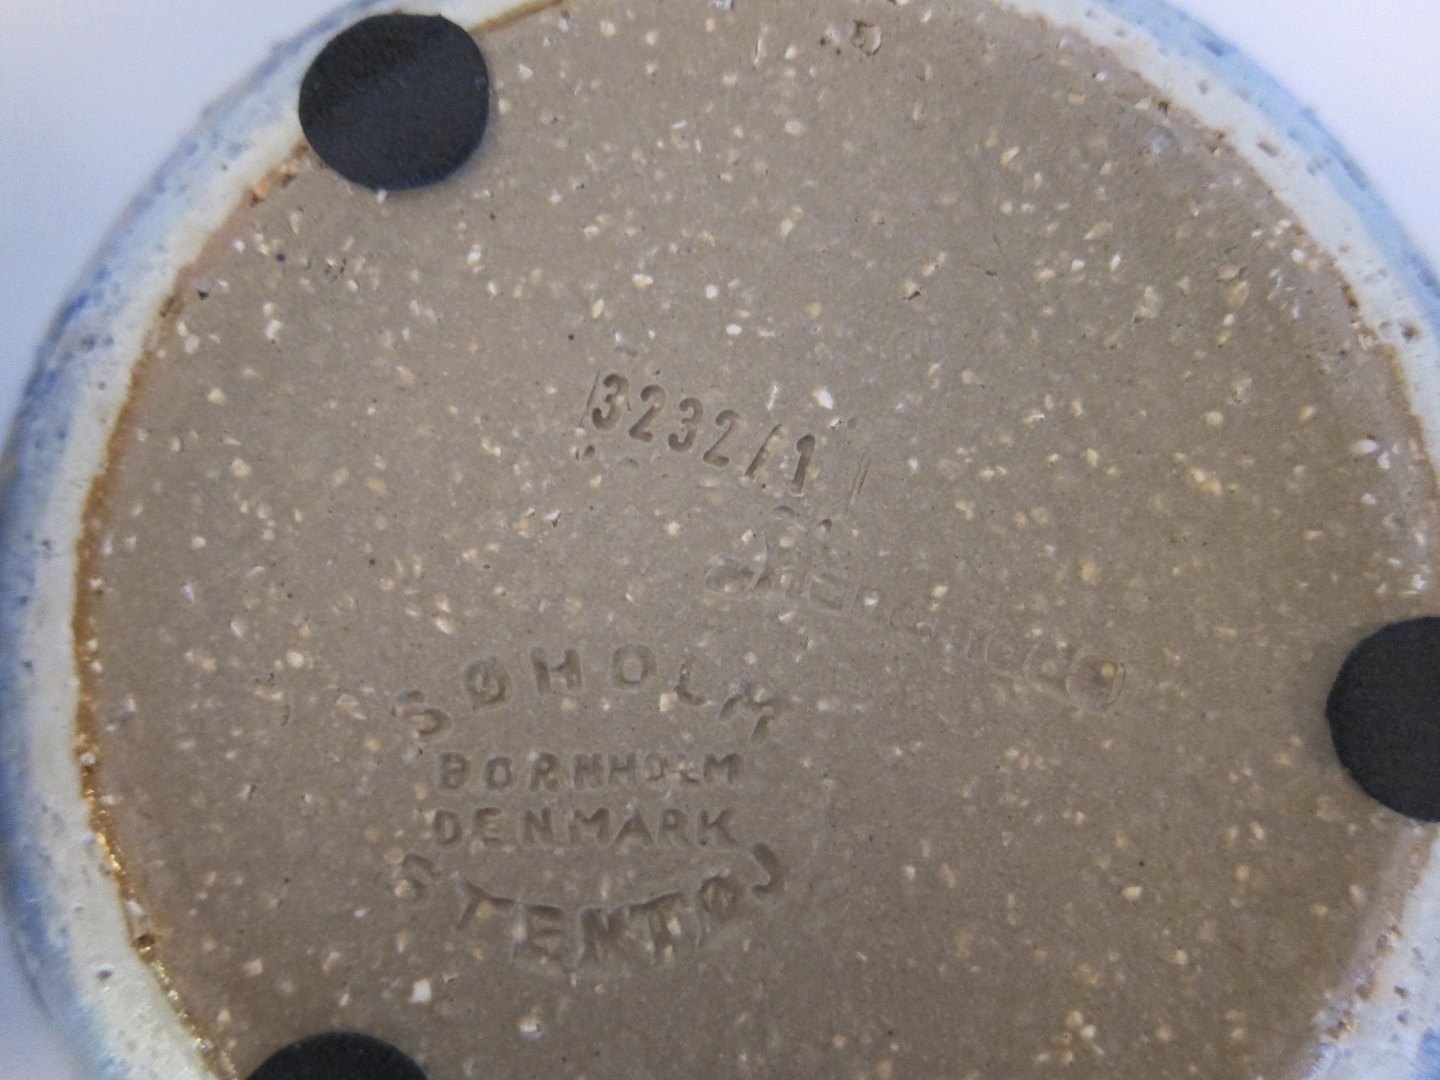 3232/1
SØHOLM
BORNHOLM
DENMARK
STENTØJ